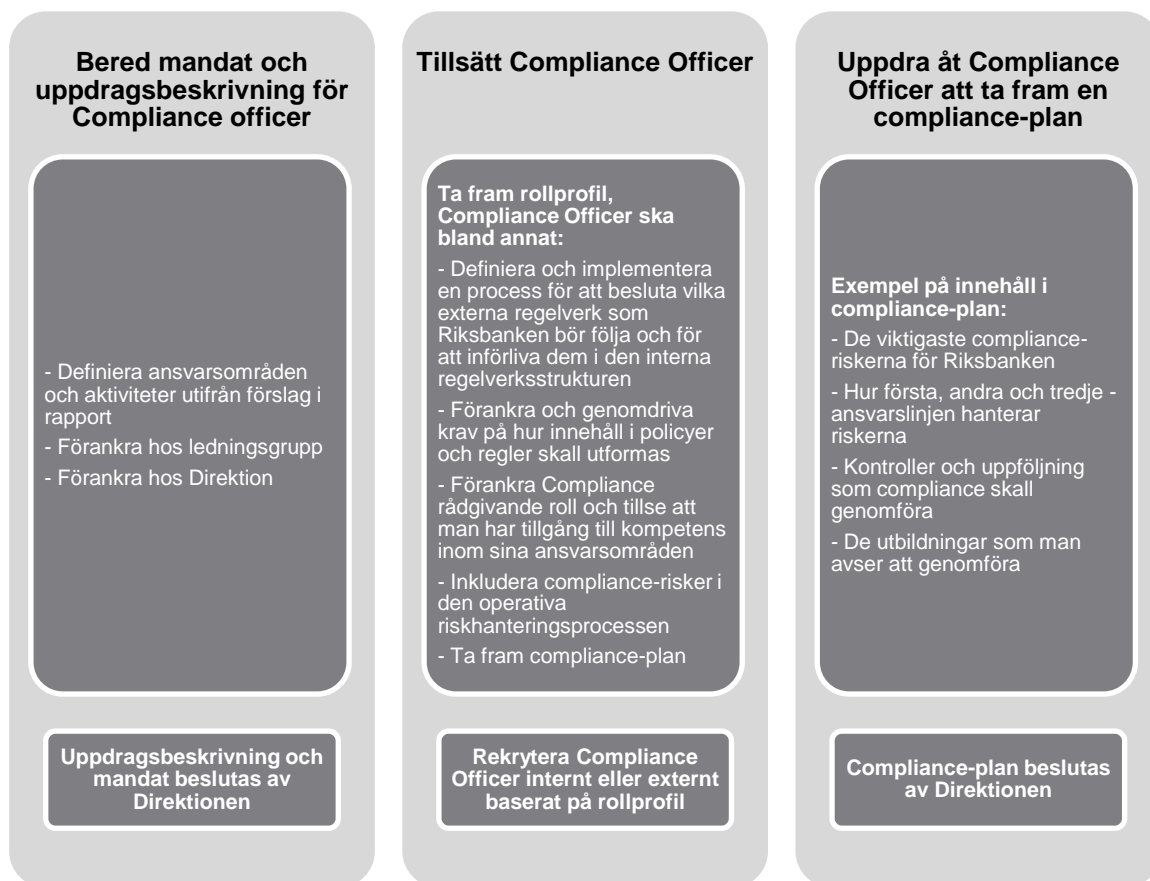 Bered mandat och
uppdragsbeskrivning för
Compliance officer
- Definiera ansvarsområden
och aktiviteter utifrån förslag i
rapport
- Förankra hos ledningsgrupp
- Förankra hos Direktion
Uppdragsbeskrivning och
mandat beslutas av
Direktionen
Tillsätt Compliance Officer
Ta fram rollprofil,
Compliance Officer ska
bland annat:
- Definiera och implementera
en process för att besluta vilka
externa regelverk som
Riksbanken bör följa och för
att införliva dem i den interna
regelverksstrukturen
- Förankra och genomdriva
krav på hur innehåll i policyer
och regler skall utformas
- Förankra Compliance
rådgivande roll och tillse att
man har tillgång till kompetens
inom sina ansvarsområden
- Inkludera compliance-risker i
den operativa
riskhanteringsprocessen
- Ta fram compliance-plan
Rekrytera Compliance
Officer internt eller externt
baserat på rollprofil
Uppdra åt Compliance
Officer att ta fram en
compliance-plan
Exempel på innehåll i
compliance-plan:
- De viktigaste compliance-
riskerna för Riksbanken
- Hur första, andra och tredje -
ansvarslinjen hanterar
riskerna
- Kontroller och uppföljning
som compliance skall
genomföra
- De utbildningar som man
avser att genomföra
Compliance-plan beslutas
av Direktionen